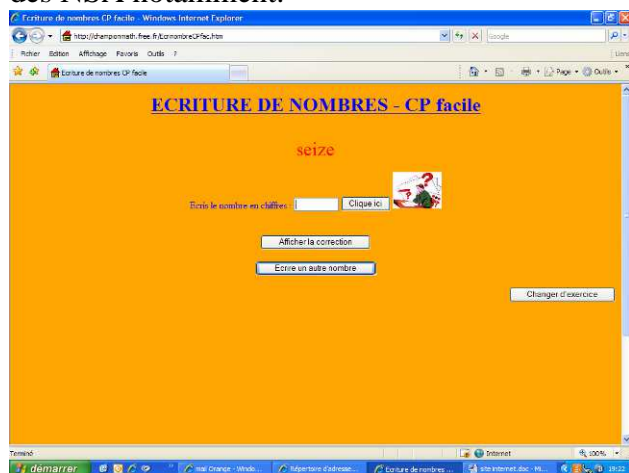 des NSA notamment.
Ecriture de nombres CP facile - Windows Internet Explorer
http://championmath.free.fr/EcrnombreCPfac.htm
Google
Fichier Edition Affichage Favoris Outils ?
Ecriture de nombres CP facile
Page Outils
ECRITURE DE NOMBRES - CP facile
seize
Ecris le nombre en chiffres : Clique ici
Afficher la correction
Ecrire un autre nombre
Changer d'exercice
Terminé Internet 100%
démarrer mail Orange - Windo... Répertoire d'adresse... Ecriture de nombres ... site internet.doc - Mi... 19:22